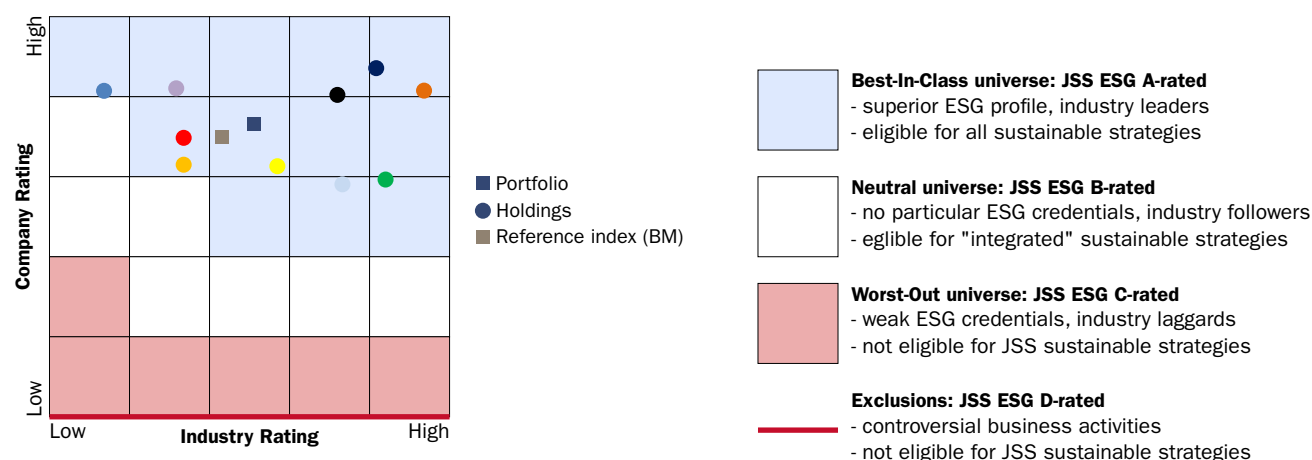 High
Company Rating
Low
Low
Industry Rating
High
Portfolio
Holdings
Reference index (BM)
Best-In-Class universe: JSS ESG A-rated
- superior ESG profile, industry leaders
- eligible for all sustainable strategies
Neutral universe: JSS ESG B-rated
- no particular ESG credentials, industry followers
- eglible for "integrated" sustainable strategies
Worst-Out universe: JSS ESG C-rated
- weak ESG credentials, industry laggards
- not eligible for JSS sustainable strategies
Exclusions: JSS ESG D-rated
- controversial business activities
- not eligible for JSS sustainable strategies